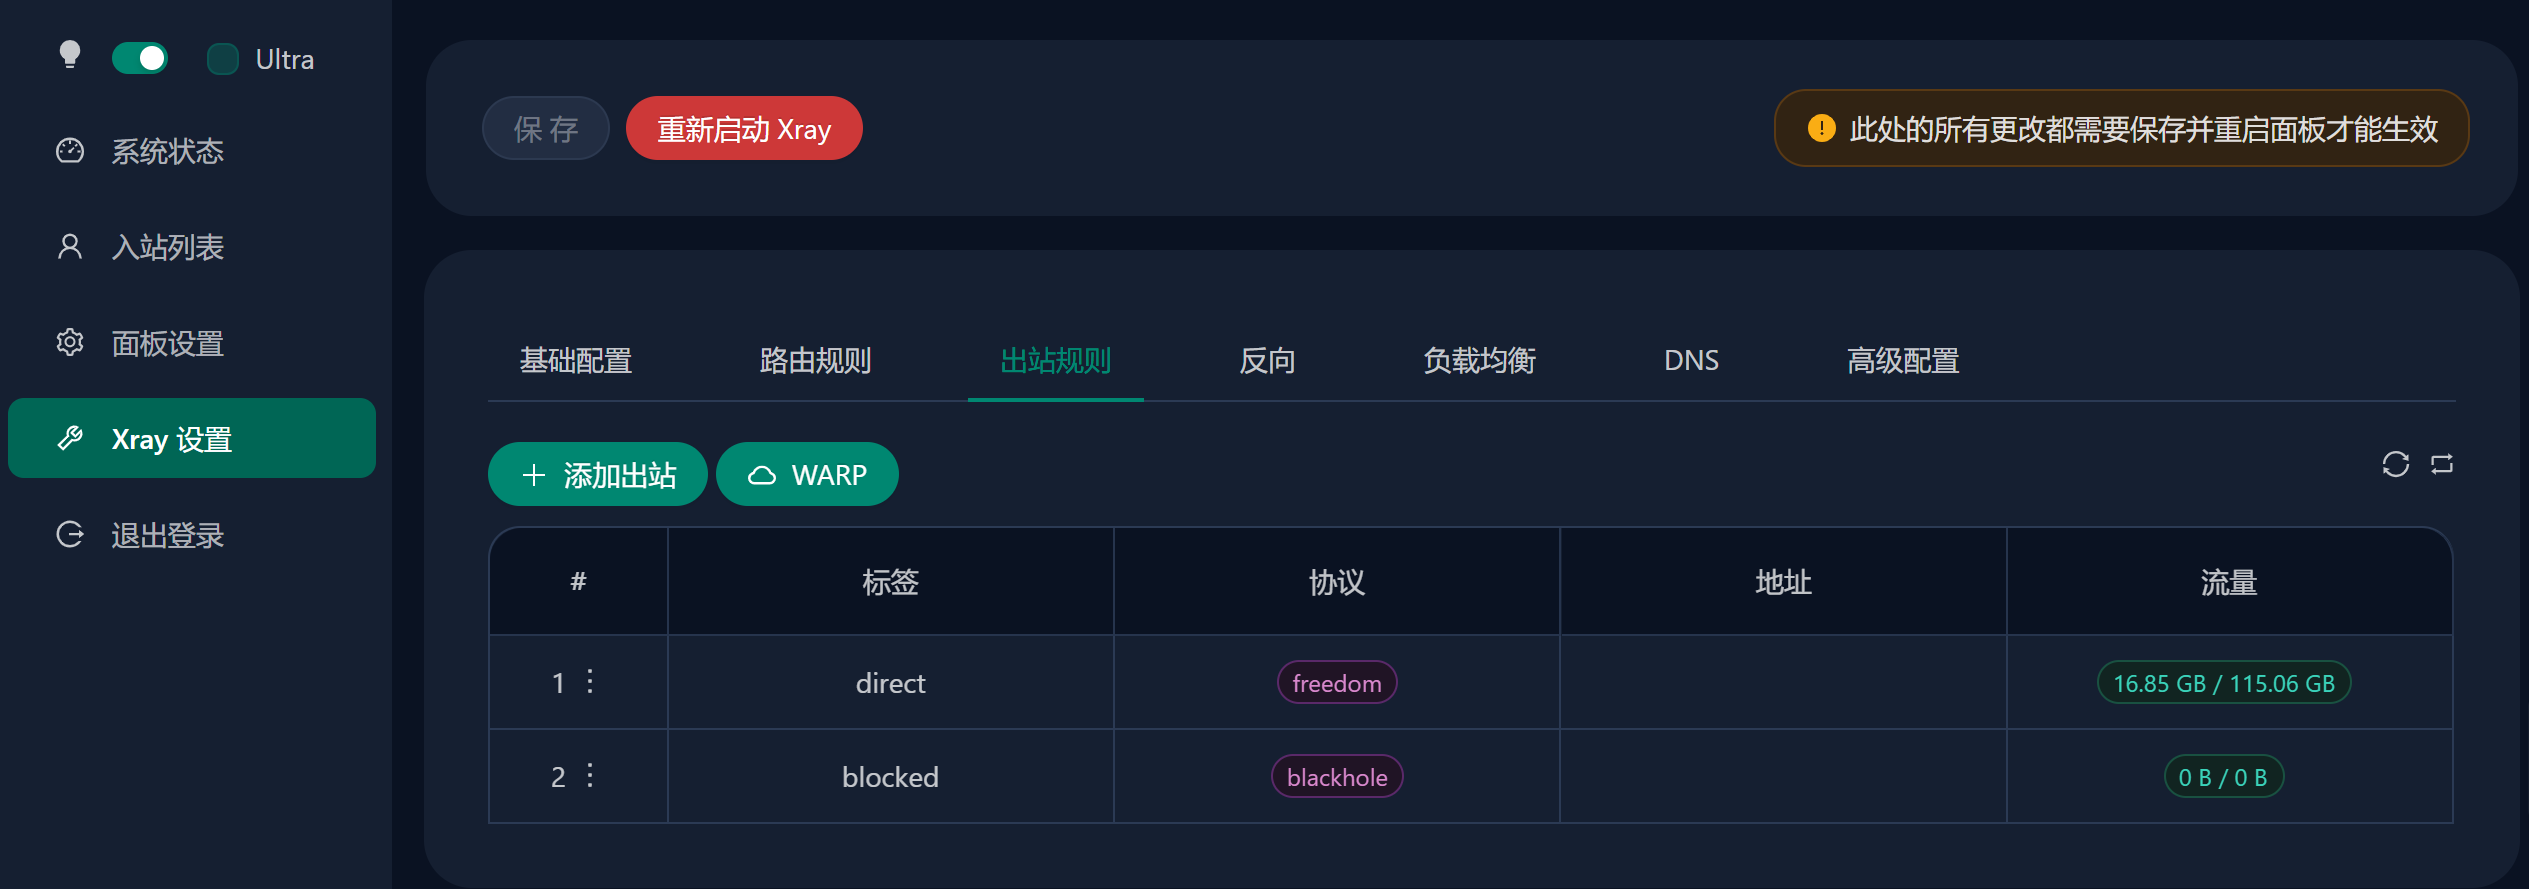 Ultra
系统状态
入站列表
面板设置
Xray 设置
退出登录
保存
重新启动 Xray
此处的所有更改都需要保存并重启面板才能生效
基础配置 路由规则 出站规则 反向 负载均衡 DNS 高级配置
添加出站 WARP
# 标签 协议 地址 流量
1 direct freedom 16.85 GB / 115.06 GB
2 blocked blackhole 0 B / 0 B